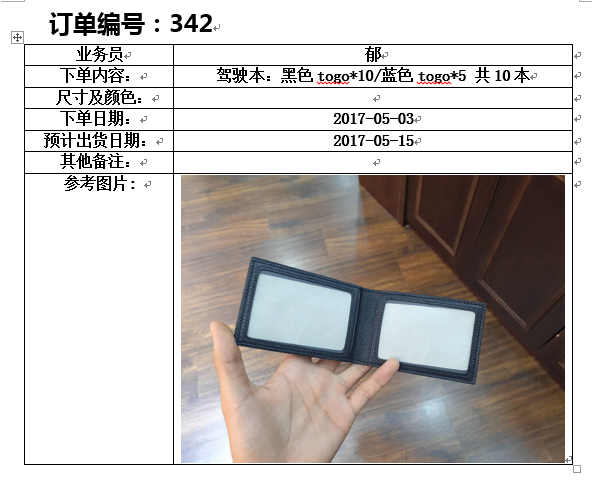 订单编号：342
业务员 郁
下单内容： 驾驶本：黑色 togo*10/蓝色 togo*5 共 10 本
尺寸及颜色：
下单日期： 2017-05-03
预计出货日期： 2017-05-15
其他备注：
参考图片：